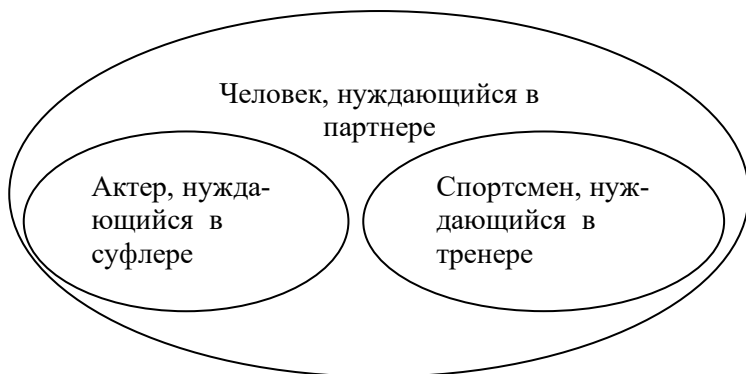 Человек, нуждающийся в
партнере
Актер, нужда-
ющийся в
суфлере
Спортсмен, нуж-
дающийся в
тренере